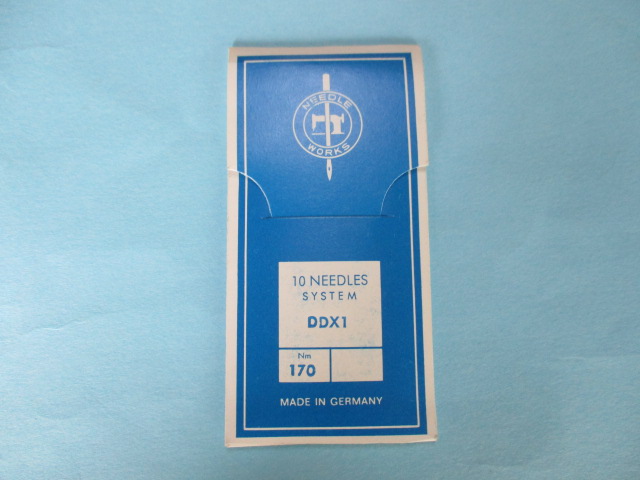 NEEDLE
WORKS
10 NEEDLES
SYSTEM
DDX1
Nm
170
MADE IN GERMANY